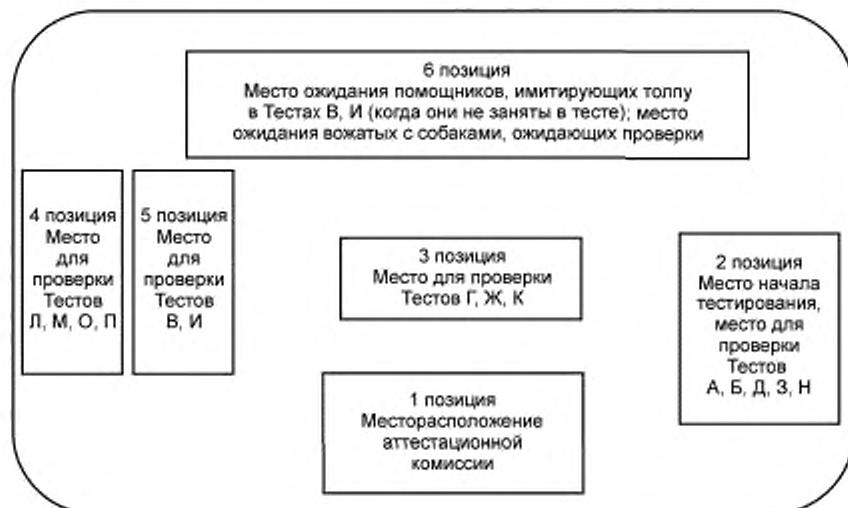 6 позиция
Место ожидания помощников, имитирующих толпу
в Тестах В, И (когда они не заняты в тесте); место
ожидания вожатых с собаками, ожидающих проверки
4 позиция
Место
для
проверки
Тестов
Л, М, О, П
5 позиция
Место
для
проверки
Тестов
В, И
3 позиция
Место для проверки
Тестов Г, Ж, К
2 позиция
Место начала
тестирования,
место для
проверки
Тестов
А, Б, Д, З, Н
1 позиция
Месторасположение
аттестационной
комиссии